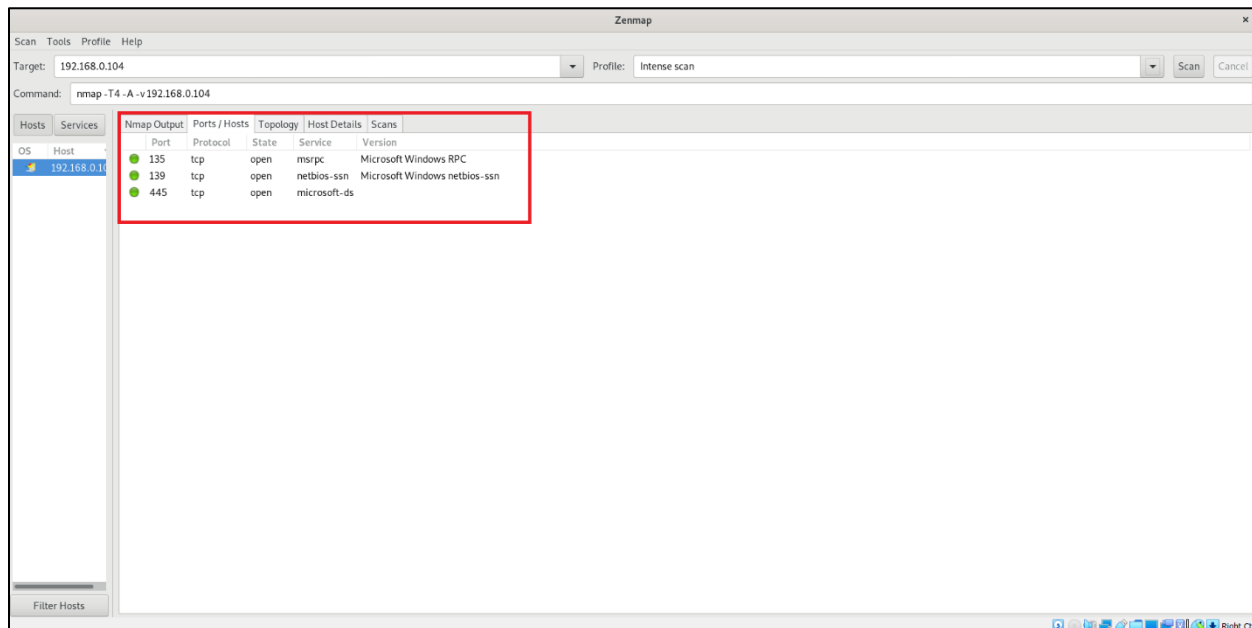 Zenmap ×
Scan Tools Profile Help
Target: 192.168.0.104 Profile: Intense scan Scan Cancel
Command: nmap -T4 -A -v 192.168.0.104
Hosts Services Nmap Output Ports / Hosts Topology Host Details Scans
OS Host Port Protocol State Service Version
192.168.0.10 135 tcp open msrpc Microsoft Windows RPC
139 tcp open netbios-ssn Microsoft Windows netbios-ssn
445 tcp open microsoft-ds
Filter Hosts
Right Ct